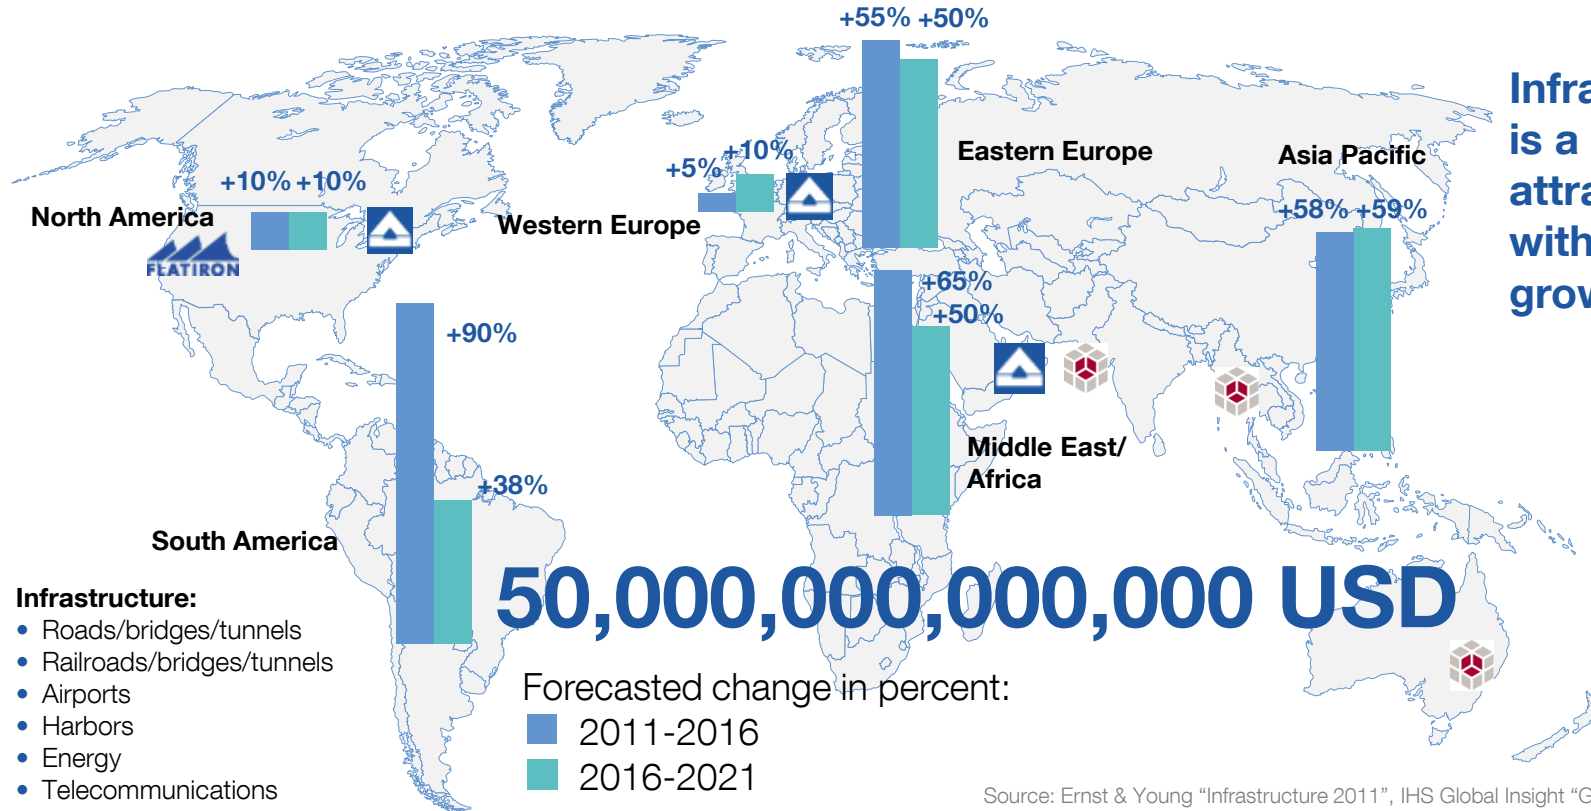 +55% +50%
Infra
is a
attra
with
grow
Eastern Europe
Asia Pacific
+58% +59%
+5%
+10%
Western Europe
+10% +10%
North America
FLATIRON
+65%
+50%
+90%
Middle East/
Africa
+38%
South America
50,000,000,000,000 USD
Infrastructure:
• Roads/bridges/tunnels
• Railroads/bridges/tunnels
• Airports
• Harbors
• Energy
• Telecommunications
Forecasted change in percent:
2011-2016
2016-2021
Source: Ernst & Young “Infrastructure 2011”, IHS Global Insight “G